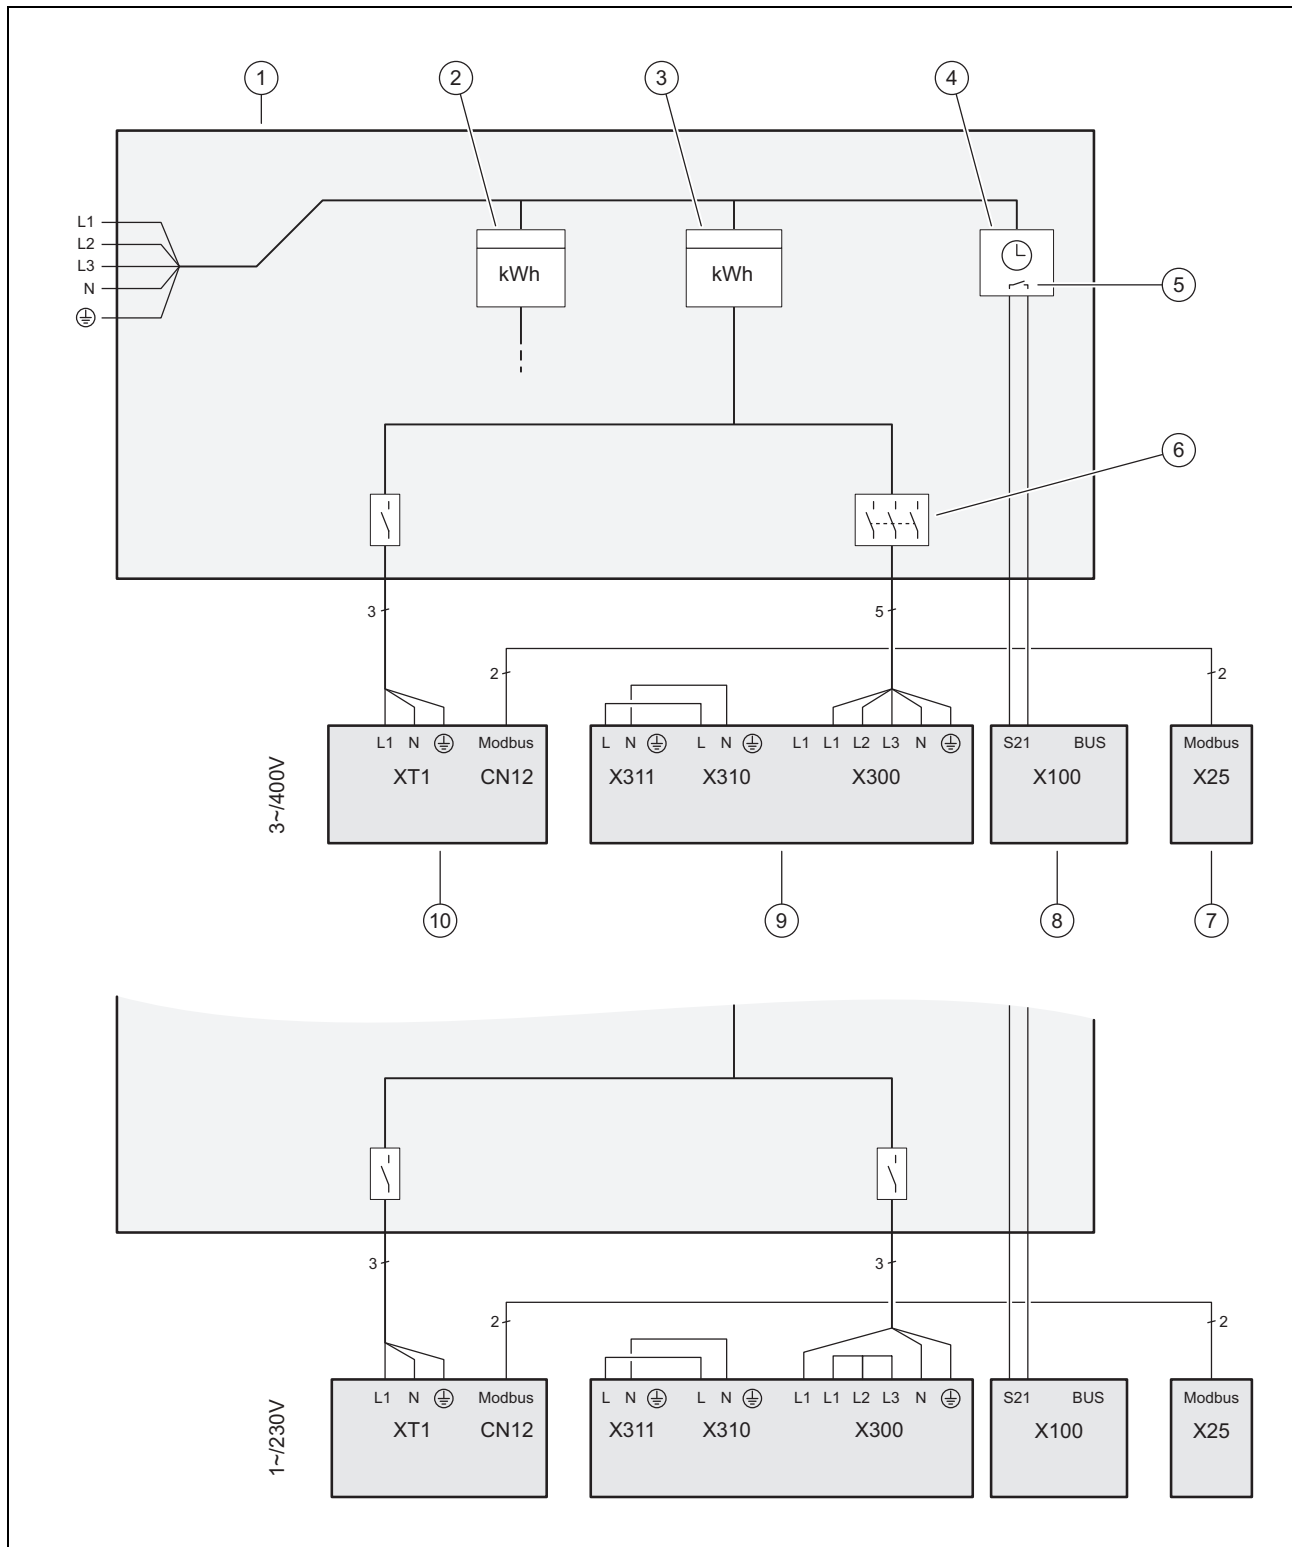 1 2 3 4
L1
L2
L3
N
kWh kWh
5
6
3 5
2 2
L1 N Modbus L N L N L1 L1 L2 L3 N S21 BUS Modbus
XT1 CN12 X311 X310 X300 X100 X25
3~/400V
10 9 8 7
3 3
2 2
L1 N Modbus L N L N L1 L1 L2 L3 N S21 BUS Modbus
XT1 CN12 X311 X310 X300 X100 X25
1~/230V